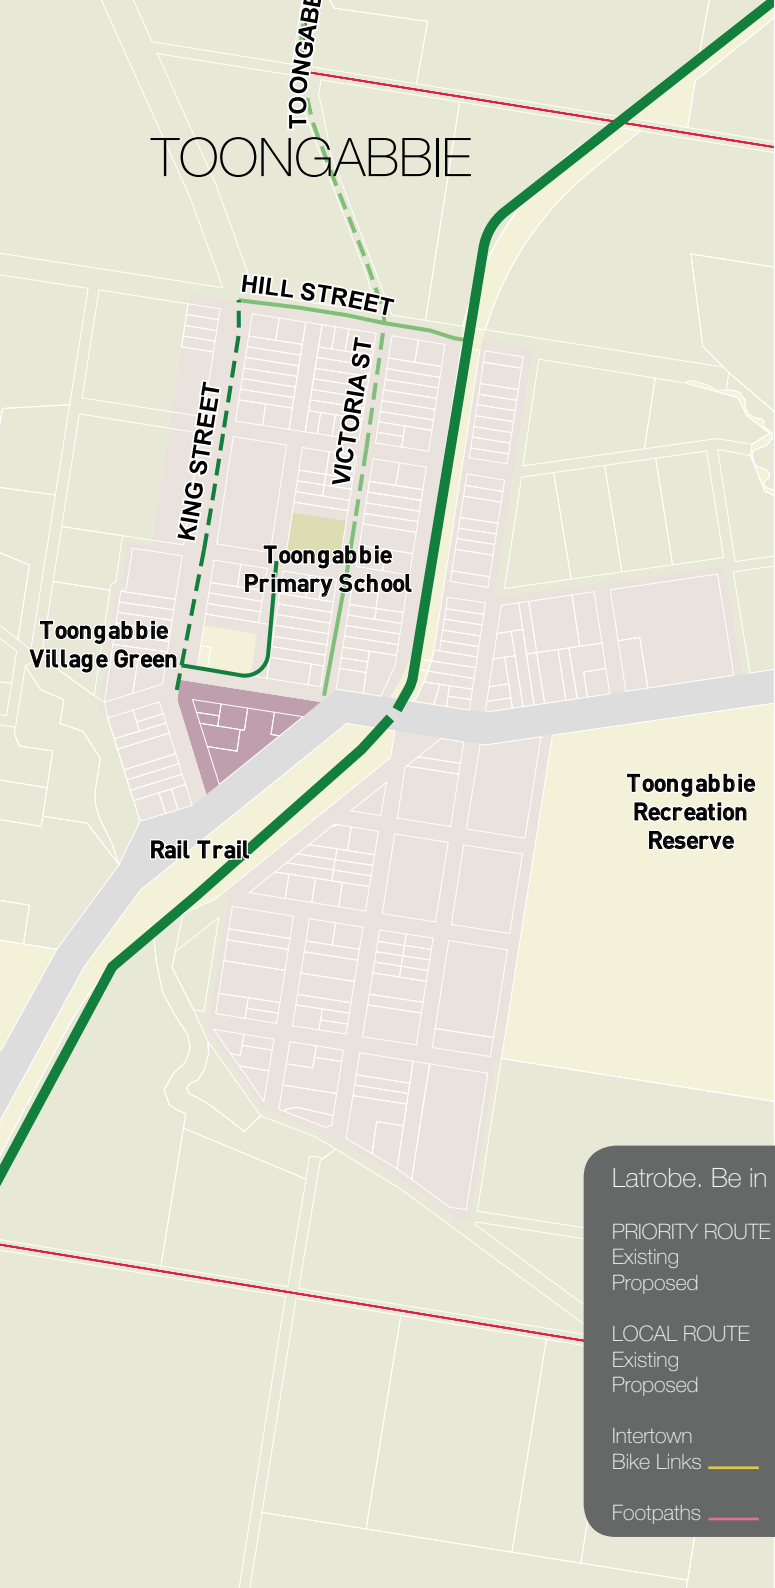 TOONGABBIE
HILL STREET
VICTORIA ST
KING STREET
Toongabbie
Primary School
Toongabbie
Village Green
Toongabbie
Recreation
Reserve
Rail Trail
Latrobe. Be in
PRIORITY ROUTE
Existing
Proposed
LOCAL ROUTE
Existing
Proposed
Intertown
Bike Links
Footpaths